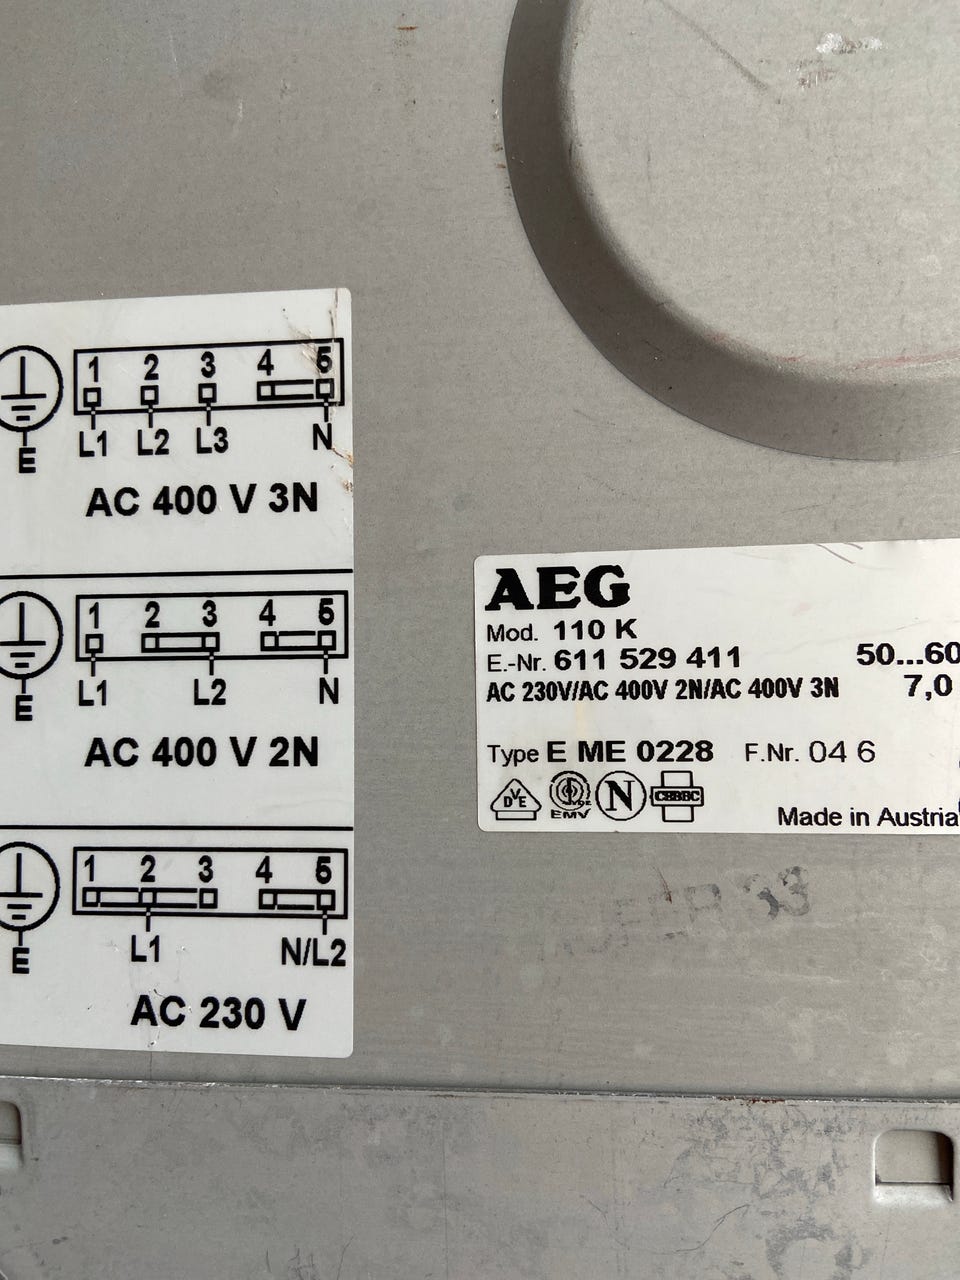 1 2 3 4 5
L1 L2 L3 N
E
AC 400 V 3N
1 2 3 4 5
L1 L2 N
E
AC 400 V 2N
1 2 3 4 5
L1 N/L2
E
AC 230 V
AEG
Mod. 110 K
E.-Nr. 611 529 411 50...60
AC 230V/AC 400V 2N/AC 400V 3N 7,0
Type E ME 0228 F.Nr. 04 6
DVE
EMV
N
Made in Austria
33